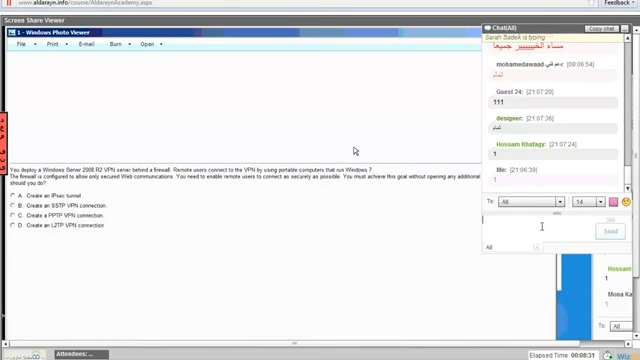 www.aldarayn.info/course/AldaraynAcademy.aspx
Feedback
Screen Share Viewer
1 - Windows Photo Viewer
File Print E-mail Burn Open
Chat(All)
Copy chat
Sarah Sadek is typing
مساء الخيييييير جميعا
mohamedawaad.دعم فني [09:06:54]
تمام
Guest 24: [21:07:20]
111
designer: [21:07:36]
تمام
Hossam Khafagy: [21:07:24]
1
Me: [21:06:39]
1
To: All 14
Send
All
You deploy a Windows Server 2008 R2 VPN server behind a firewall. Remote users connect to the VPN by using portable computers that run Windows 7.
The firewall is configured to allow only secured Web communications. You need to enable remote users to connect as securely as possible. You must achieve this goal without opening any additional
should you do?
A Create an IPsec tunnel
B. Create an SSTP VPN connection.
C Create a PPTP VPN connection.
D Create an L2TP VPN connection
Hossam
1
Mona Ka
To: All
Attendees: ...
Elapsed Time 00:08:31
Wiz